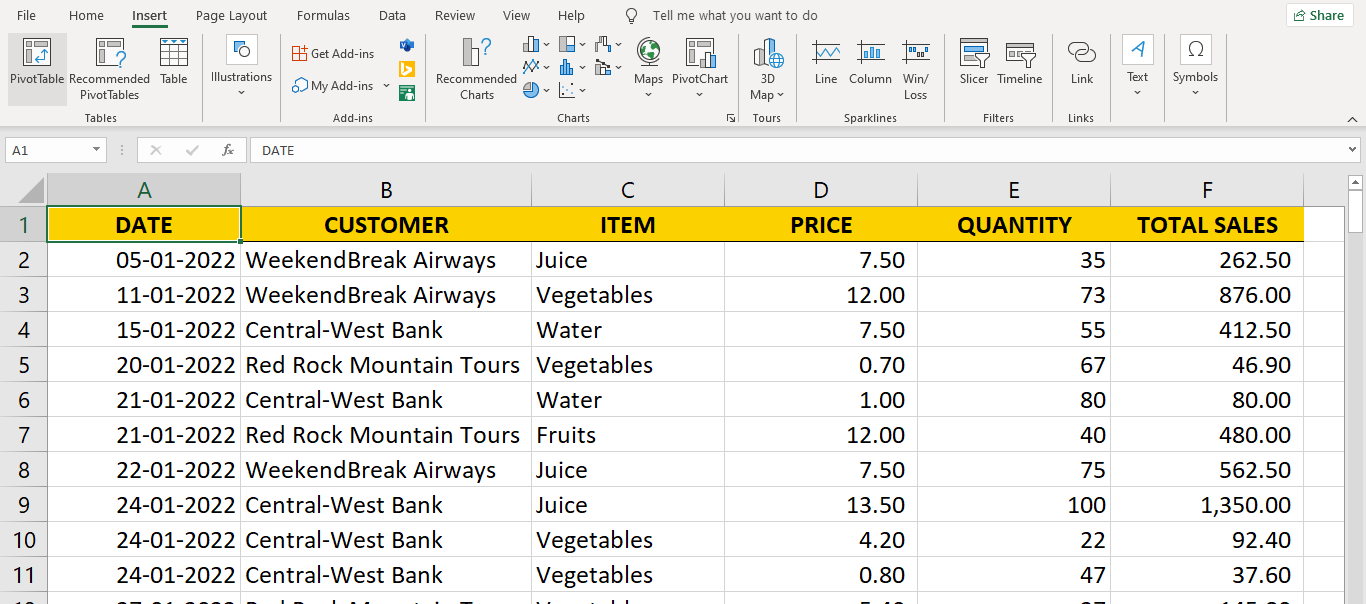 File Home Insert Page Layout Formulas Data Review View Help Tell me what you want to do Share
PivotTable Recommended PivotTables Table
Tables
Illustrations
Get Add-ins
My Add-ins
Add-ins
Recommended Charts
Maps PivotChart
Charts
3D Map
Tours
Line Column Win/ Loss
Sparklines
Slicer Timeline
Filters
Link
Links
Text
Symbols
A1 fx DATE
A B C D E F
1 DATE CUSTOMER ITEM PRICE QUANTITY TOTAL SALES
2 05-01-2022 WeekendBreak Airways Juice 7.50 35 262.50
3 11-01-2022 WeekendBreak Airways Vegetables 12.00 73 876.00
4 15-01-2022 Central-West Bank Water 7.50 55 412.50
5 20-01-2022 Red Rock Mountain Tours Vegetables 0.70 67 46.90
6 21-01-2022 Central-West Bank Water 1.00 80 80.00
7 21-01-2022 Red Rock Mountain Tours Fruits 12.00 40 480.00
8 22-01-2022 WeekendBreak Airways Juice 7.50 75 562.50
9 24-01-2022 Central-West Bank Juice 13.50 100 1,350.00
10 24-01-2022 Central-West Bank Vegetables 4.20 22 92.40
11 24-01-2022 Central-West Bank Vegetables 0.80 47 37.60